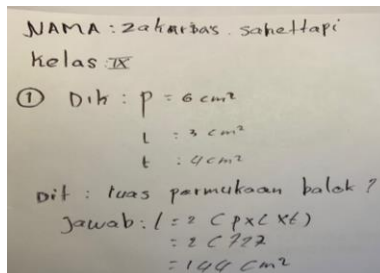 NAMA : Zakarias sahettapi
Kelas IX
① Dik : p = 6 cm²
l = 3 cm²
t : 4 cm²
Dit : luas permukaan balok ?
Jawab : l = 2 ( p x l x t )
= 2 (
= 144 cm²